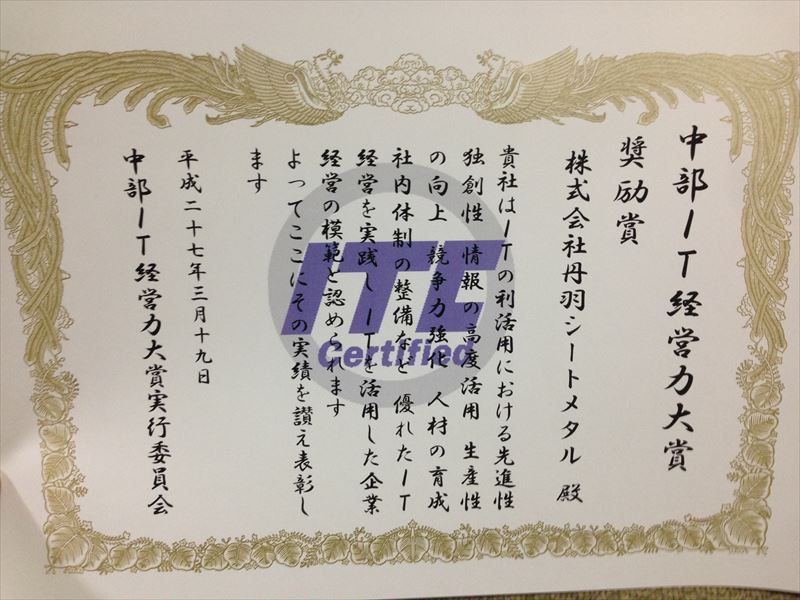 中部IT経営力大賞
奨励賞
株式会社丹羽シートメタル 殿
貴社はITの利活用における先進性
独創性 情報の高度活用 生産性
の向上 競争力強化 人材の育成
社内体制の整備など 優れたIT
経営を実践し ITを活用した企業
経営の模範と認められます
よってここにその実績を讃え表彰し
ます
平成二十七年三月十九日
中部IT経営力大賞実行委員会
ITC
Certified